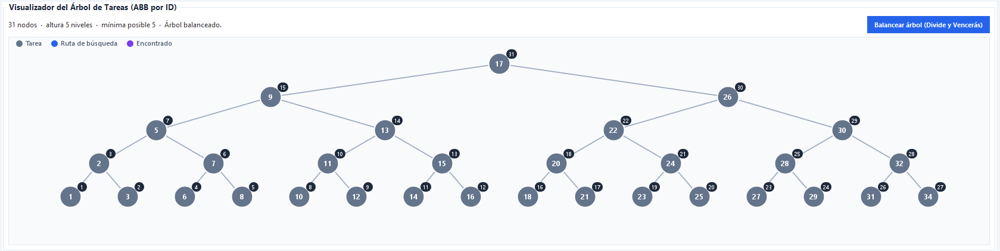 Visualizador del Árbol de Tareas (ABB por ID)
31 nodos · altura 5 niveles · mínima posible 5 · Árbol balanceado.
Balancear árbol (Divide y Vencerás)
Tarea Ruta de búsqueda Encontrado
17 31
9 15 26 30
5 7 13 14 22 22 30 29
2 3 7 6 11 10 15 13 20 18 24 21 28 25 32 28
1 1 3 2 6 4 8 5 10 8 12 9 14 11 16 12 18 16 21 17 23 19 25 20 27 23 29 24 31 26 34 27